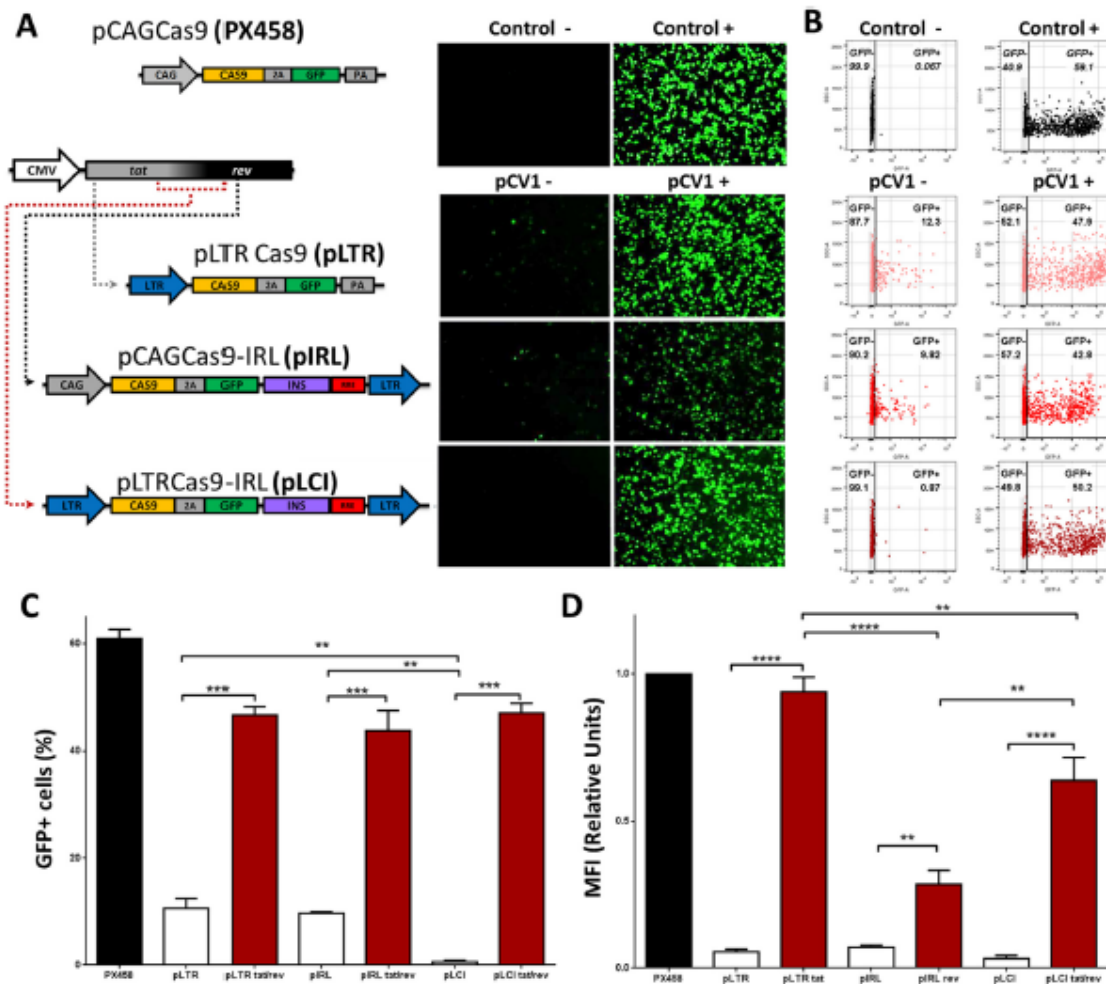 A
pCAGCas9 (PX458)
CAG CAS9 2A GFP PA
CMV tat rev
pLTR Cas9 (pLTR)
LTR CAS9 2A GFP PA
pCAGCas9-IRL (pIRL)
CAG CAS9 2A GFP INS RRE LTR
pLTRCas9-IRL (pLCI)
LTR CAS9 2A GFP INS RRE LTR
Control - Control +
pCV1 - pCV1 +
B
Control - Control +
GFP- GFP+ GFP- GFP+
99.9 0.067 40.9 59.1
pCV1 - pCV1 +
GFP- GFP+ GFP- GFP+
87.7 12.3 52.1 47.9
GFP- GFP+ GFP- GFP+
90.2 9.82 57.2 42.8
GFP- GFP+ GFP- GFP+
99.1 0.87 49.8 50.2
C
GFP+ cells (%)
60
40
20
0
**
**
*** *** ***
PX458 pLTR pLTR tat/rev pIRL pIRL tat/rev pLCI pLCI tat/rev
D
MFI (Relative Units)
1.0
0.5
0.0
**
****
****
**
****
**
PX458 pLTR pLTR tat pIRL pIRL rev pLCI pLCI tat/rev